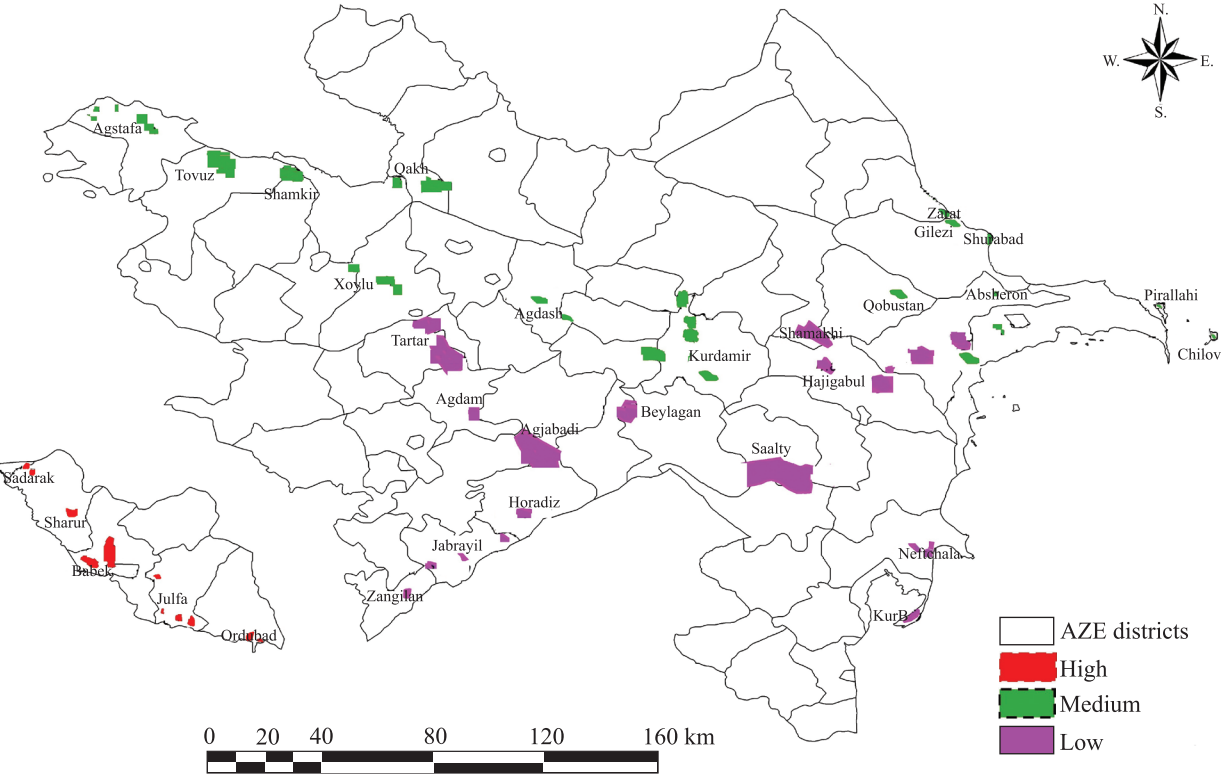 N.
W.
E.
S.
Agstafa
Tovuz
Shamkir
Qakh
Zarat
Gilezi
Shurabad
Xoylu
Agdash
Qobustan
Absheron
Pirallahi
Chilov
Tartar
Shamakhi
Kurdamir
Hajigabul
Agdam
Beylagan
Agjabadi
Saalty
Sadarak
Sharur
Horadiz
Babek
Jabrayil
Neftchala
Julfa
Zangilan
KurB
Ordubad
AZE districts
High
Medium
Low
0 20 40 80 120 160 km